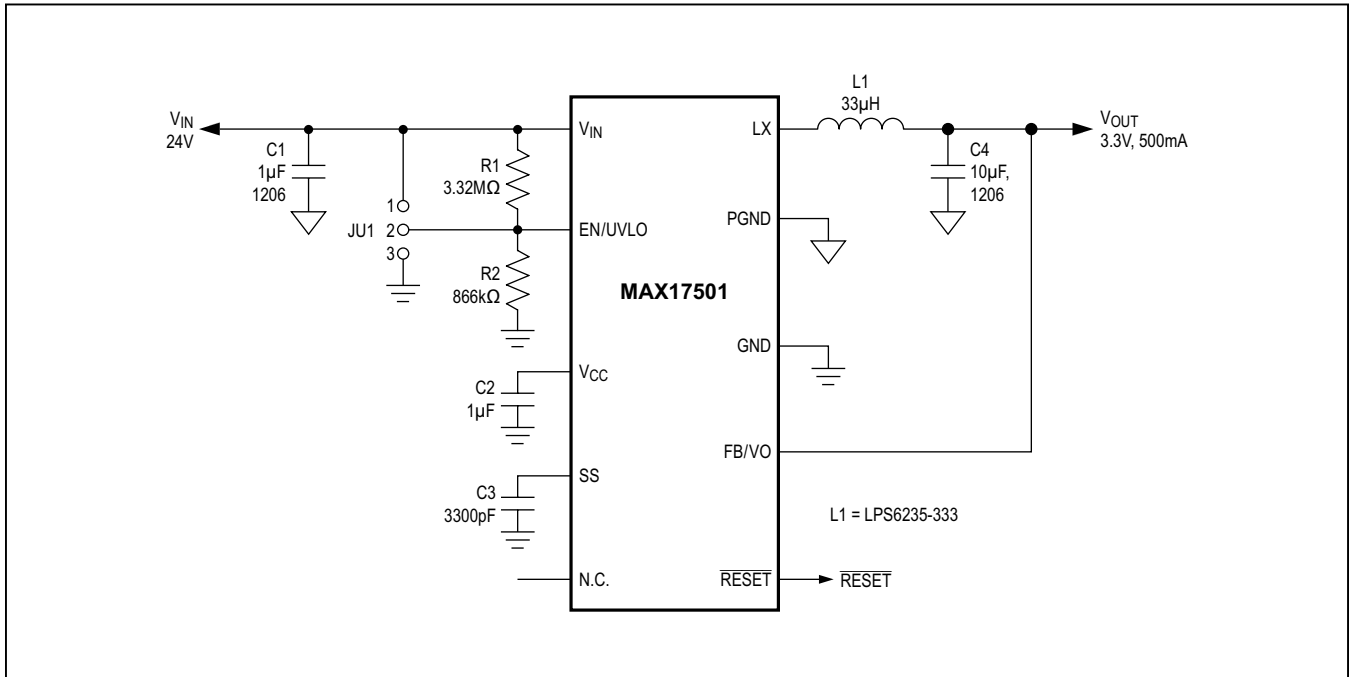 V_IN
24V
C1
1µF
1206
1
JU1 2
3
R1
3.32MΩ
R2
866kΩ
C2
1µF
C3
3300pF
V_IN
EN/UVLO
V_CC
SS
N.C.
MAX17501
LX
PGND
GND
FB/VO
RESET
L1
33µH
C4
10µF,
1206
V_OUT
3.3V, 500mA
L1 = LPS6235-333
RESET